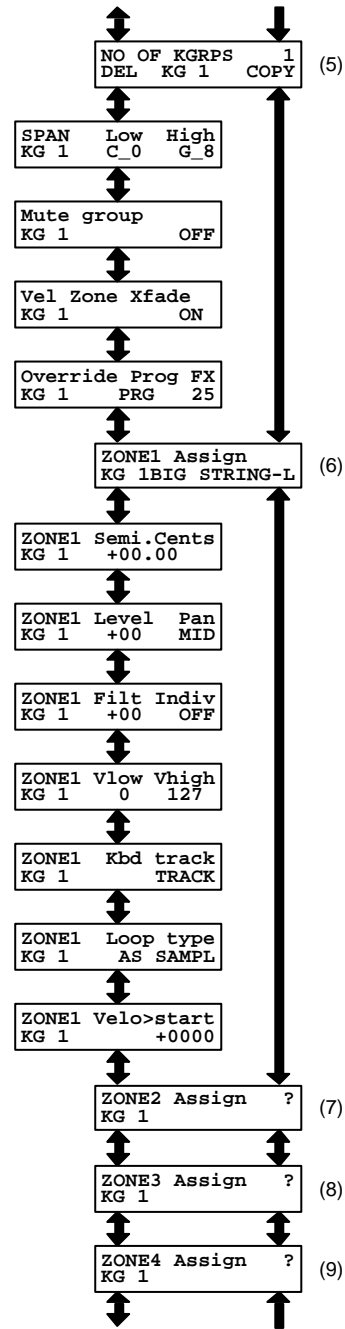 NO OF KGRPS 1
DEL KG 1 COPY
(5)
SPAN Low High
KG 1 C_0 G_8
Mute group
KG 1 OFF
Vel Zone Xfade
KG 1 ON
Override Prog FX
KG 1 PRG 25
ZONE1 Assign
KG 1BIG STRING-L
(6)
ZONE1 Semi.Cents
KG 1 +00.00
ZONE1 Level Pan
KG 1 +00 MID
ZONE1 Filt Indiv
KG 1 +00 OFF
ZONE1 Vlow Vhigh
KG 1 0 127
ZONE1 Kbd track
KG 1 TRACK
ZONE1 Loop type
KG 1 AS SAMPL
ZONE1 Velo>start
KG 1 +0000
ZONE2 Assign ?
KG 1
(7)
ZONE3 Assign ?
KG 1
(8)
ZONE4 Assign ?
KG 1
(9)